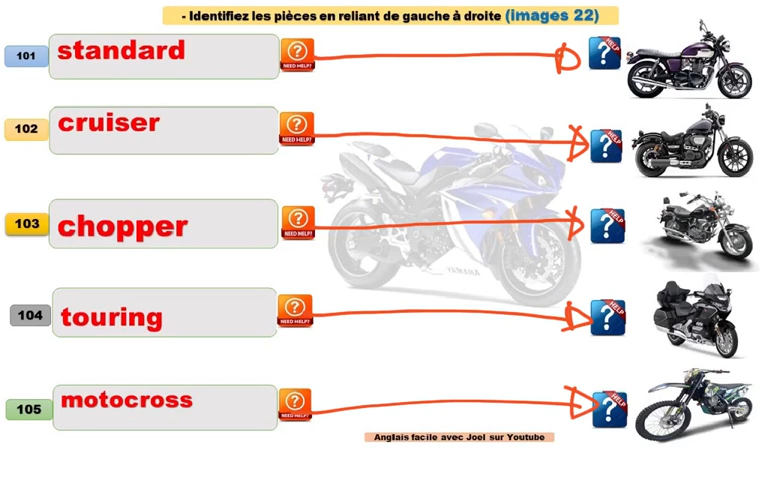 - Identifiez les pièces en reliant de gauche à droite (images 22)
101 standard NEED HELP? ? HELP
102 cruiser NEED HELP? ? HELP
103 chopper NEED HELP? ? HELP
YAMAHA
104 touring NEED HELP? ? HELP
105 motocross NEED HELP? ? HELP
Anglais facile avec Joel sur Youtube